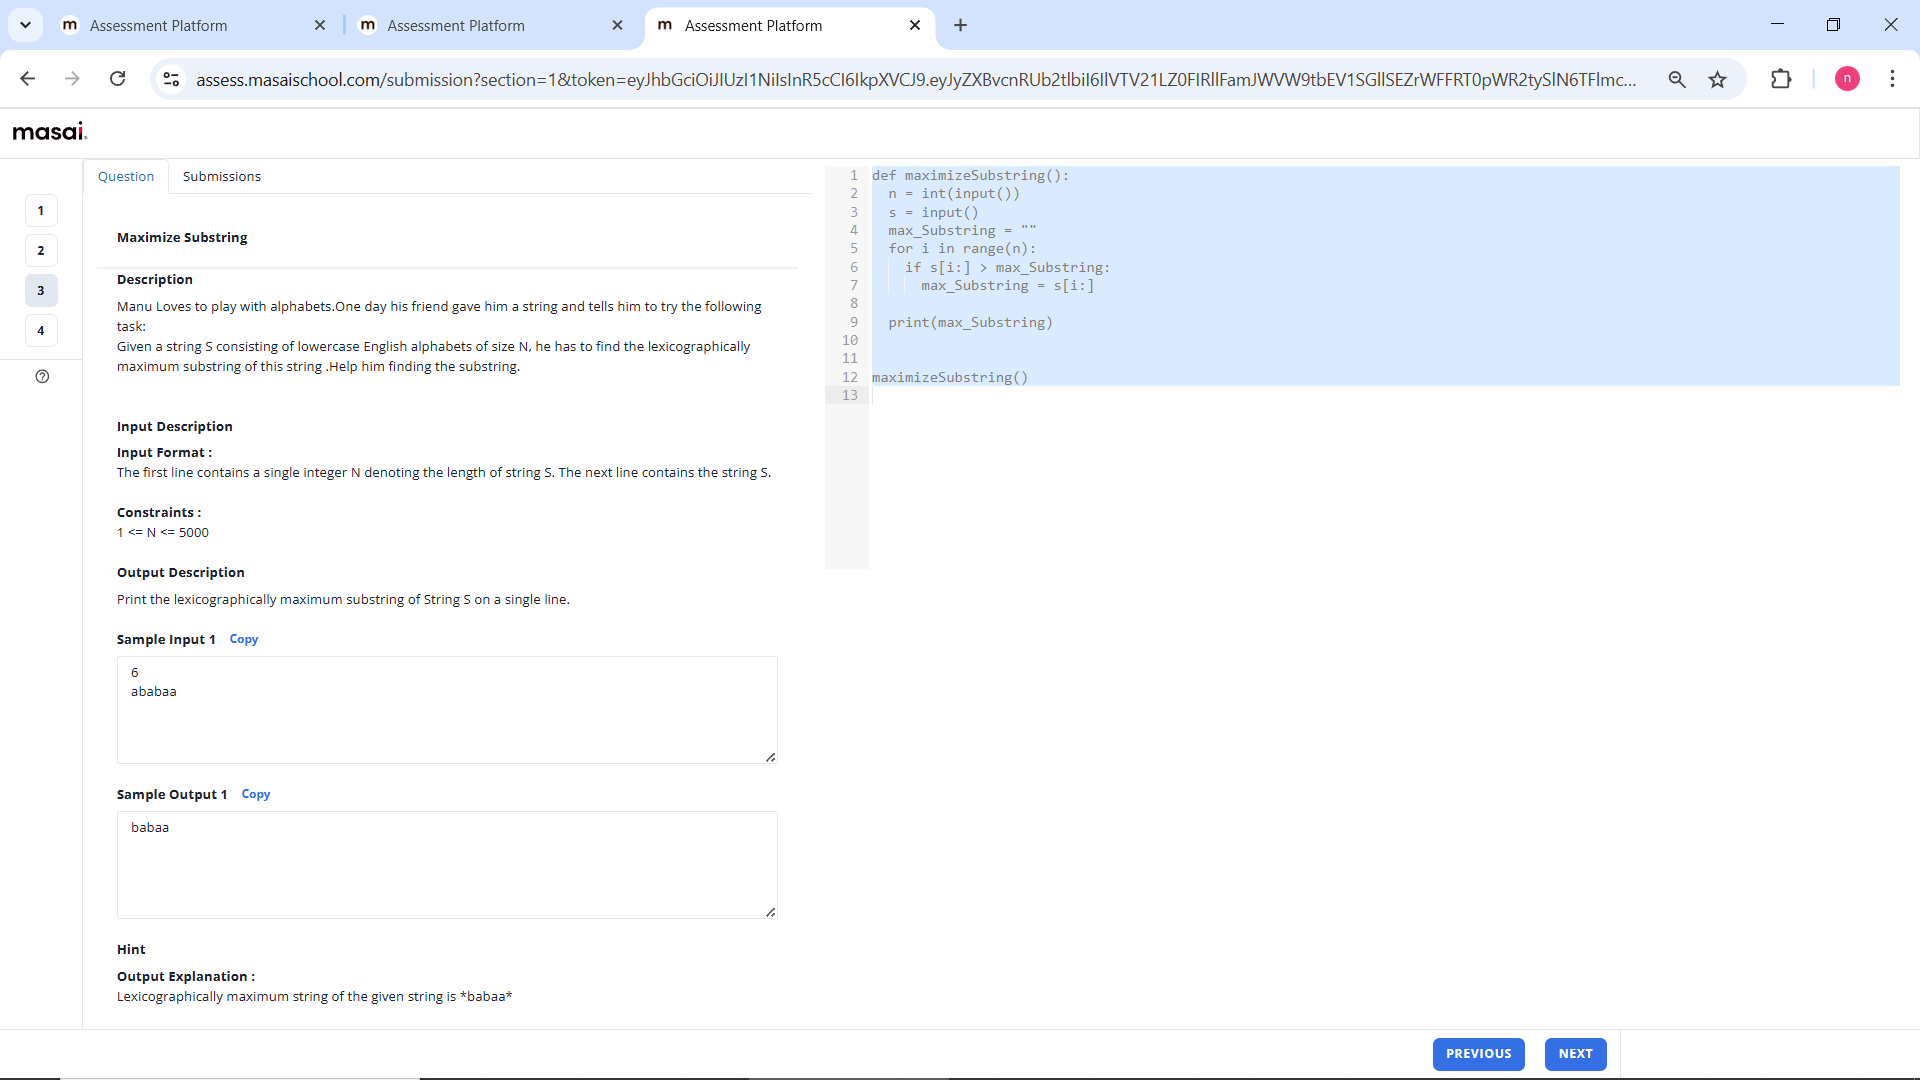 m Assessment Platform
m Assessment Platform
m Assessment Platform
assess.masaischool.com/submission?section=1&token=eyJhbGciOiJIUzI1NiIsInR5cCI6IkpXVCJ9.eyJyZXBvcnRUb2tlbiI6IlVTV21LZ0FIRllFamJWVW9tbEV1SGllSEZrWFFRT0pWR2tySlN6TFlmc...
n
masai.
1
2
3
4
Question
Submissions
Maximize Substring
Description
Manu Loves to play with alphabets.One day his friend gave him a string and tells him to try the following
task:
Given a string S consisting of lowercase English alphabets of size N, he has to find the lexicographically
maximum substring of this string .Help him finding the substring.
Input Description
Input Format :
The first line contains a single integer N denoting the length of string S. The next line contains the string S.
Constraints :
1 <= N <= 5000
Output Description
Print the lexicographically maximum substring of String S on a single line.
Sample Input 1 Copy
6
ababaa
Sample Output 1 Copy
babaa
Hint
Output Explanation :
Lexicographically maximum string of the given string is *babaa*
1 def maximizeSubstring():
2 n = int(input())
3 s = input()
4 max_Substring = ""
5 for i in range(n):
6 if s[i:] > max_Substring:
7 max_Substring = s[i:]
8
9 print(max_Substring)
10
11
12 maximizeSubstring()
13
PREVIOUS
NEXT